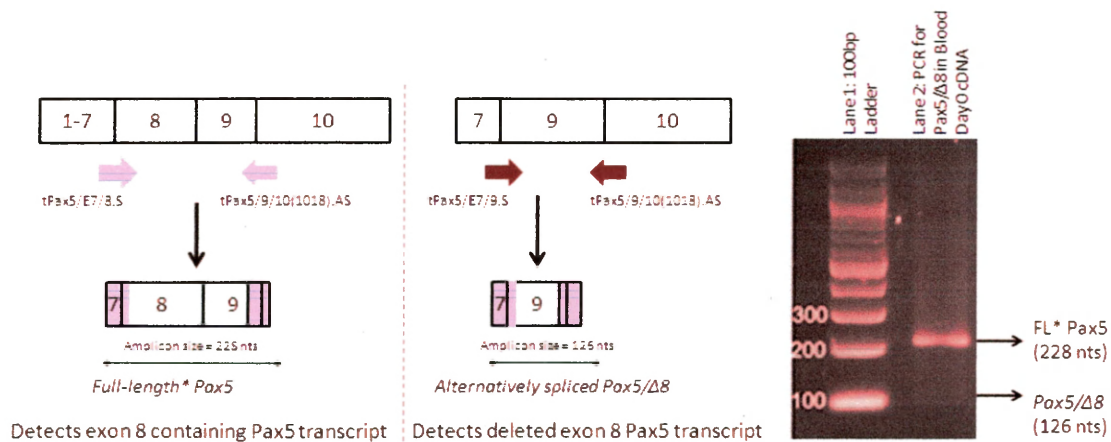 1-7 8 9 10
tPax5/E7/8.S tPax5/9/10(1018).AS
7 8 9
Amplicon size = 228 nts
Full-length* Pax5
Detects exon 8 containing Pax5 transcript
7 9 10
tPax5/E7/9.S tPax5/9/10(1018).AS
7 9
Amplicon size = 126 nts
Alternatively spliced Pax5/Δ8
Detects deleted exon 8 Pax5 transcript
Lane 1: 100bp
Ladder
Lane 2: PCR for
Pax5/Δ8 in Blood
Day0 cDNA
300
200
100
FL* Pax5
(228 nts)
Pax5/Δ8
(126 nts)